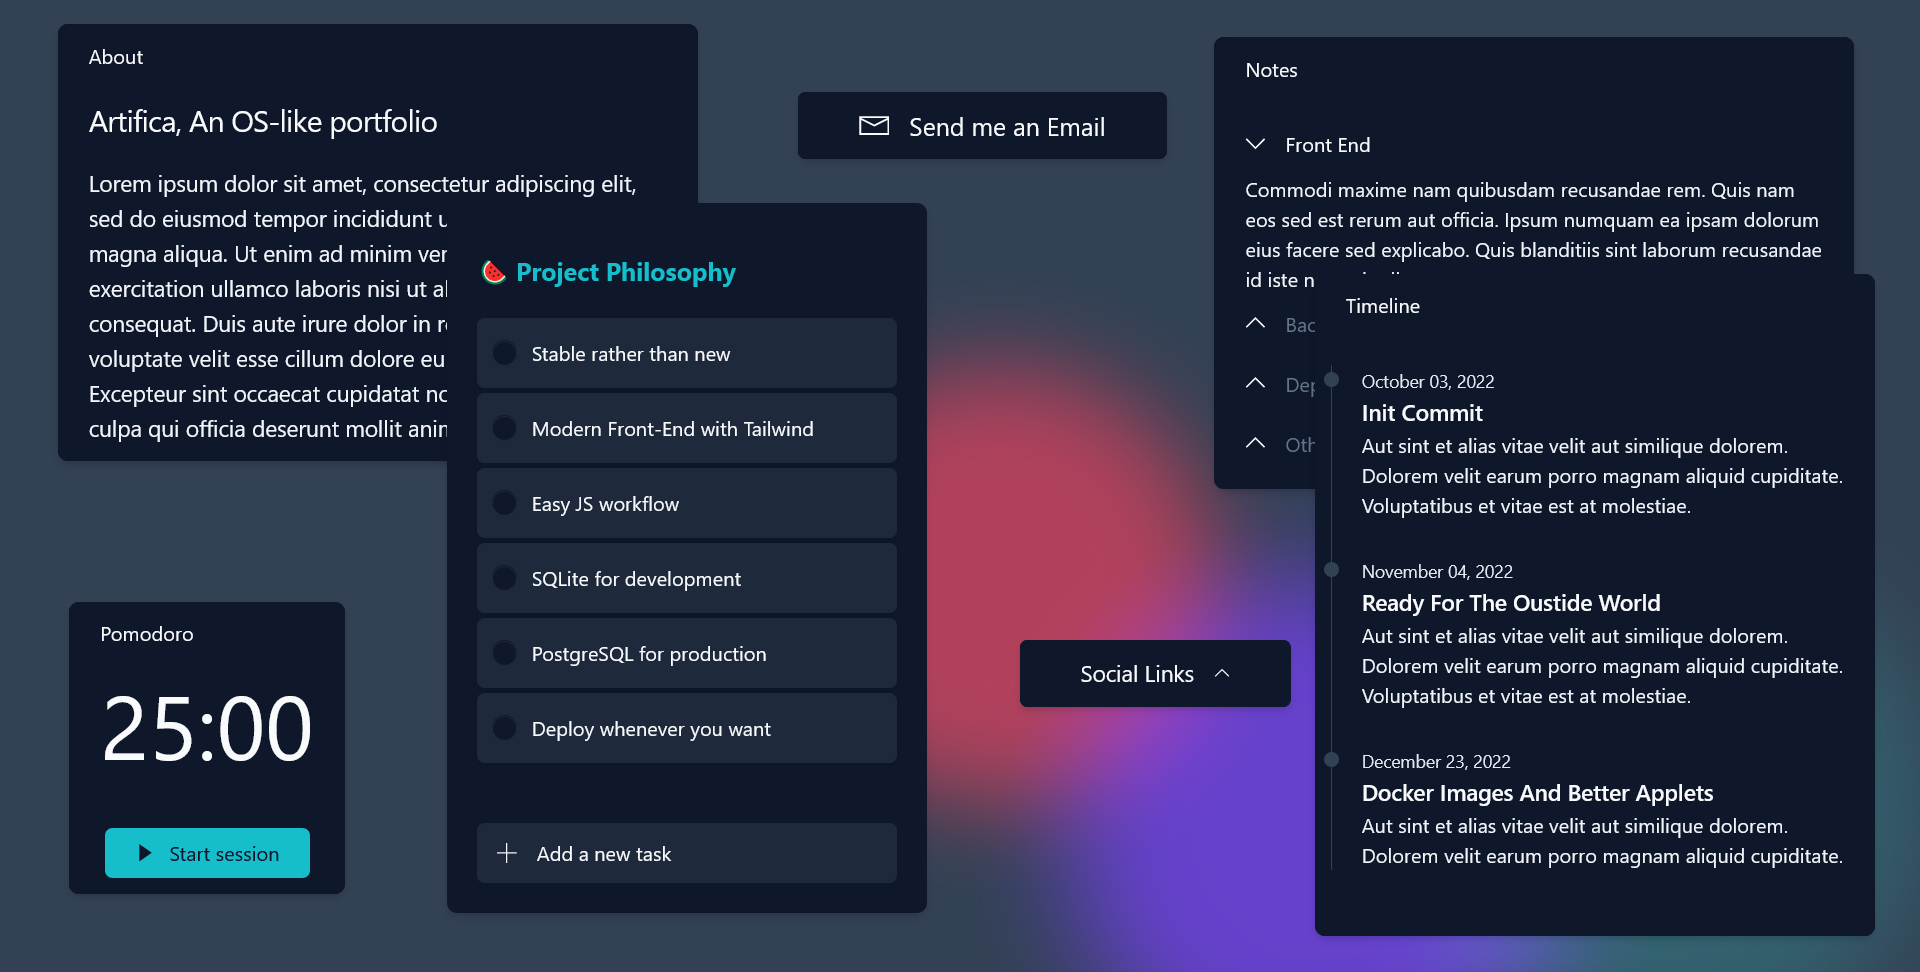 About
Artifica, An OS-like portfolio
Lorem ipsum dolor sit amet, consectetur adipiscing elit,
sed do eiusmod tempor incididunt
magna aliqua. Ut enim ad minim
exercitation ullamco laboris nisi ut
consequat. Duis aute irure dolor in
voluptate velit esse cillum dolore eu
Excepteur sint occaecat cupidatat
culpa qui officia deserunt mollit
Project Philosophy
Stable rather than new
Modern Front-End with Tailwind
Easy JS workflow
SQLite for development
PostgreSQL for production
Deploy whenever you want
Add a new task
Pomodoro
25:00
Start session
Send me an Email
Social Links
Notes
Front End
Commodi maxime nam quibusdam recusandae rem. Quis nam
eos sed est rerum aut officia. Ipsum numquam ea ipsam dolorum
eius facere sed explicabo. Quis blanditiis sint laborum recusandae
id iste
Timeline
October 03, 2022
Init Commit
Aut sint et alias vitae velit aut similique dolorem.
Dolorem velit earum porro magnam aliquid cupiditate.
Voluptatibus et vitae est at molestiae.
November 04, 2022
Ready For The Oustide World
Aut sint et alias vitae velit aut similique dolorem.
Dolorem velit earum porro magnam aliquid cupiditate.
Voluptatibus et vitae est at molestiae.
December 23, 2022
Docker Images And Better Applets
Aut sint et alias vitae velit aut similique dolorem.
Dolorem velit earum porro magnam aliquid cupiditate.